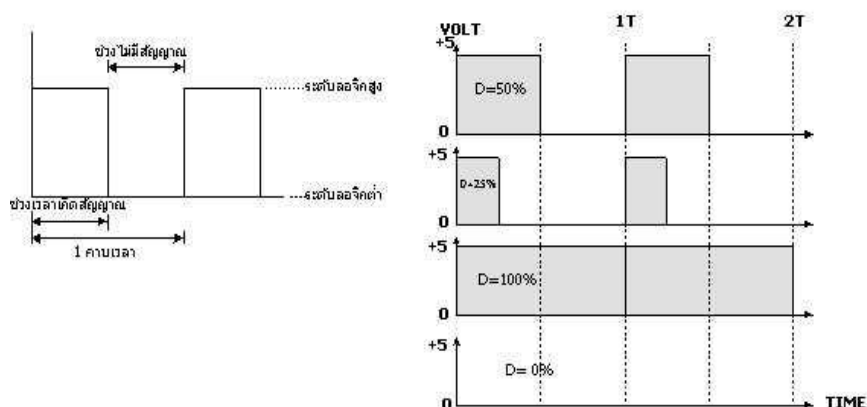 ช่วงไม่มีสัญญาณ
ระดับลอจิกสูง
ระดับลอจิกต่ำ
ช่วงเวลาเกิดสัญญาณ
1 คาบเวลา
VOLT
1T
2T
+5
D=50%
0
+5
D=25%
0
+5
D=100%
0
+5
D= 0%
0
TIME